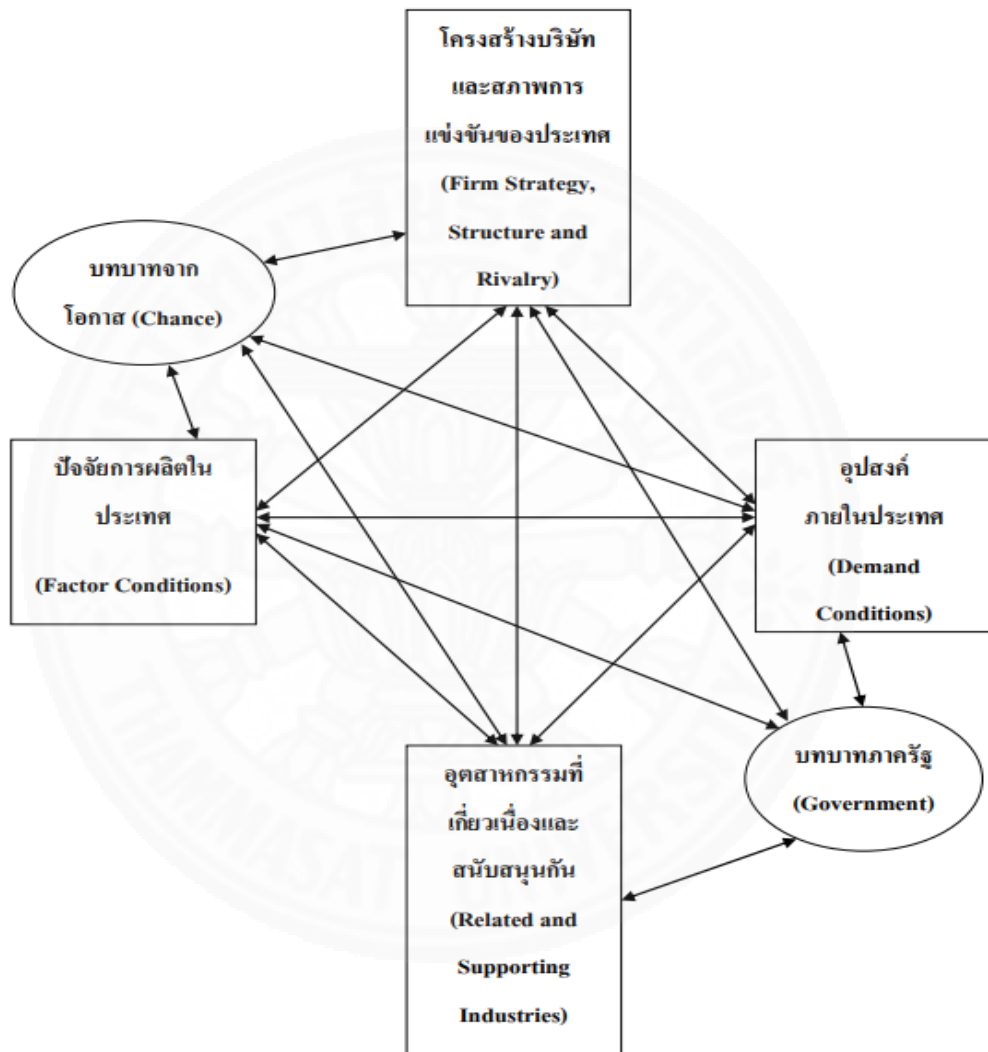 โครงสร้างบริษัท
และสภาพการ
แข่งขันของประเทศ
(Firm Strategy,
Structure and
Rivalry)
บทบาทจาก
โอกาส (Chance)
ปัจจัยการผลิตใน
ประเทศ
(Factor Conditions)
อุปสงค์
ภายในประเทศ
(Demand
Conditions)
บทบาทภาครัฐ
(Government)
อุตสาหกรรมที่
เกี่ยวเนื่องและ
สนับสนุนกัน
(Related and
Supporting
Industries)
THAMMASAT UNIVERSITY